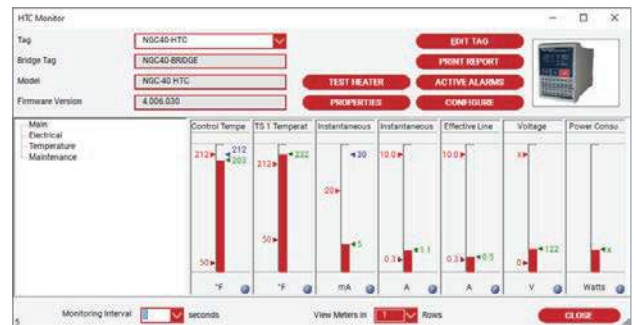 HTC Monitor
Tag NGC40-HTC EDIT TAG
Bridge Tag NGC40-BRIDGE PRINT REPORT
Model NGC-40 HTC TEST HEATER ACTIVE ALARMS
Firmware Version 4.006.030 PROPERTIES CONFIGURE
Main
Electrical
Temperature
Maintenance
Control Tempe TS 1 Temperat Instantaneous Instantaneous Effective Line Voltage Power Consu
212 212 203 50
212 232 50
30 20 5
10.0 0.3 1.1
10.0 0.3 0.5
x 122 0
x
°F °F mA A A V Watts
Monitoring Interval seconds View Meters in 1 Rows CLOSE
5